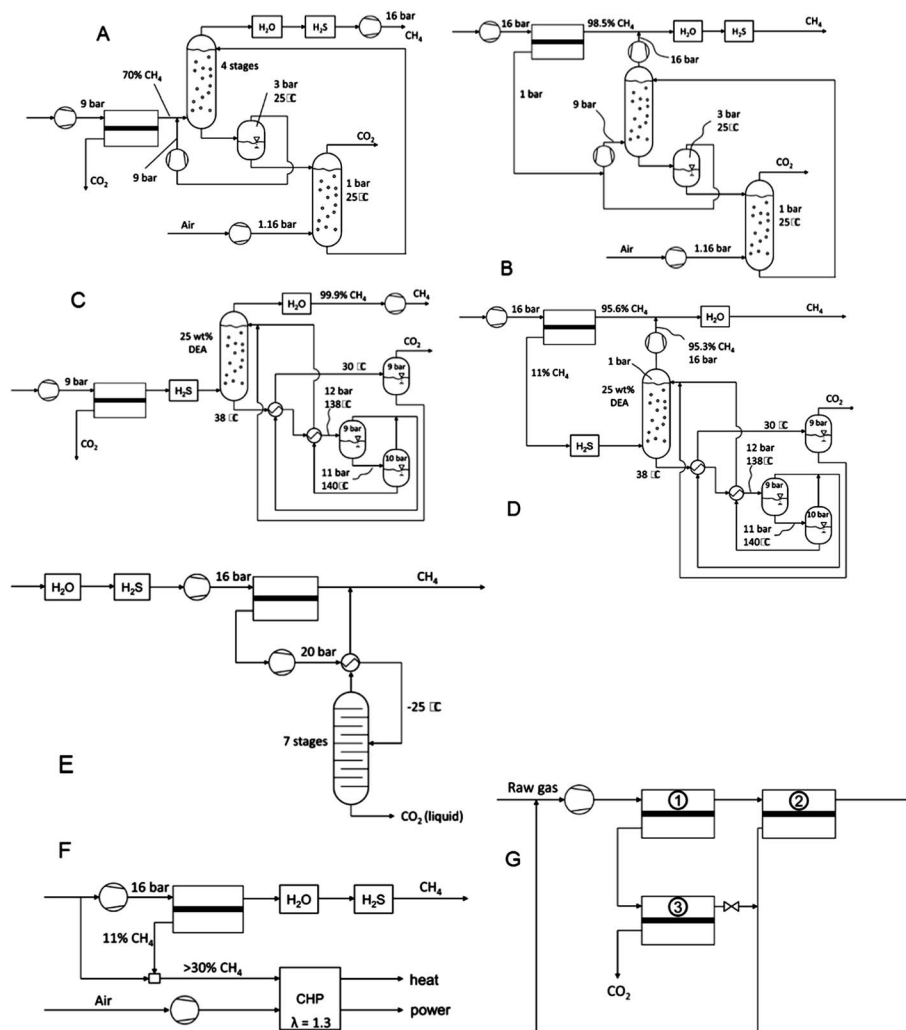 A
16 bar
H₂O
H₂S
CH₄
4 stages
70% CH₄
3 bar
25 °C
9 bar
CO₂
9 bar
CO₂
1 bar
25 °C
Air
1.16 bar
16 bar
98.5% CH₄
H₂O
H₂S
CH₄
16 bar
1 bar
9 bar
3 bar
25 °C
CO₂
1 bar
25 °C
Air
1.16 bar
B
C
H₂O
99.9% CH₄
CH₄
25 wt%
DEA
CO₂
30 °C
9 bar
9 bar
H₂S
12 bar
138 °C
9 bar
38 °C
CO₂
11 bar
140 °C
10 bar
16 bar
95.6% CH₄
H₂O
CH₄
95.3% CH₄
16 bar
11% CH₄
1 bar
25 wt%
DEA
CO₂
30 °C
9 bar
H₂S
12 bar
138 °C
38 °C
9 bar
D
11 bar
140 °C
10 bar
H₂O
H₂S
16 bar
CH₄
20 bar
-25 °C
7 stages
E
CO₂ (liquid)
F
16 bar
H₂O
H₂S
CH₄
11% CH₄
>30% CH₄
heat
Air
CHP
λ = 1.3
power
Raw gas
1
2
G
3
CO₂